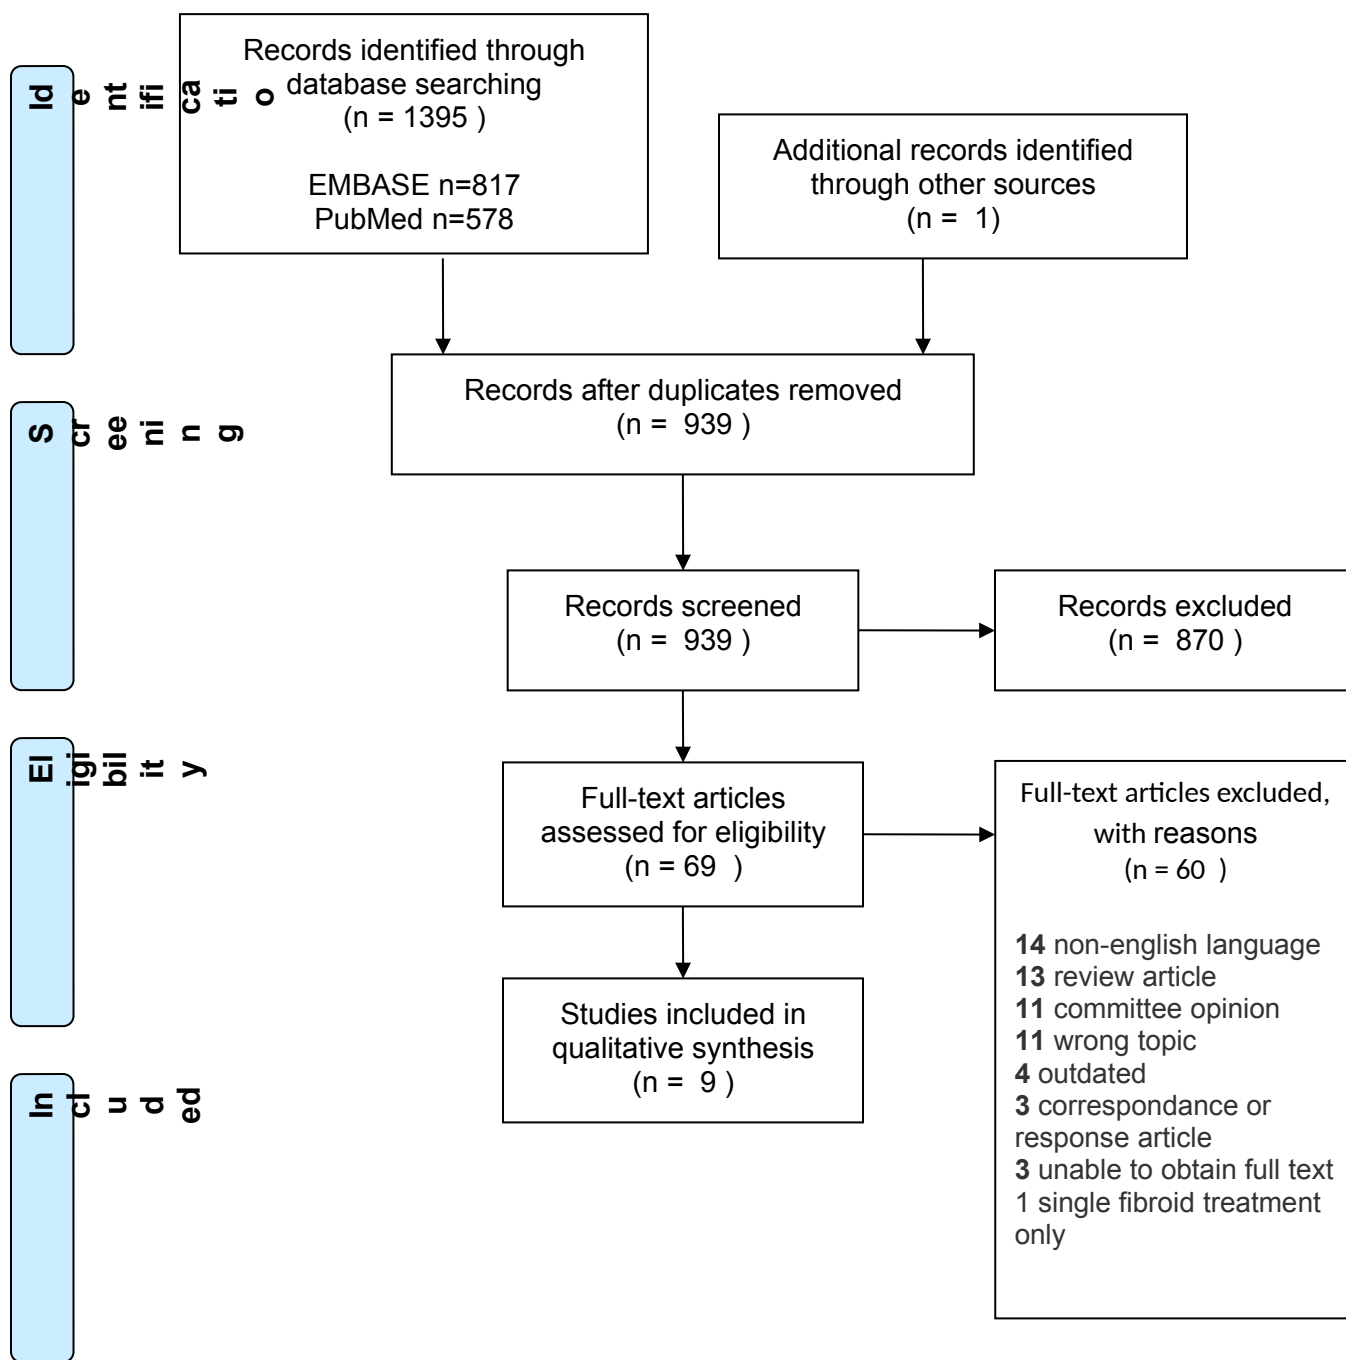 Identificatio
Records identified through
database searching
(n = 1395 )
EMBASE n=817
PubMed n=578
Additional records identified
through other sources
(n =  1)
Records after duplicates removed
(n =  939 )
Screening
Records screened
(n =  939 )
Records excluded
(n =  870 )
Eligibility
Full-text articles
assessed for eligibility
(n = 69  )
Full-text articles excluded,
with reasons
(n = 60  )
14 non-english language
13 review article
11 committee opinion
11 wrong topic
4 outdated
3 correspondance or
response article
3 unable to obtain full text
1 single fibroid treatment
only
Studies included in
qualitative synthesis
(n =  9 )
Included